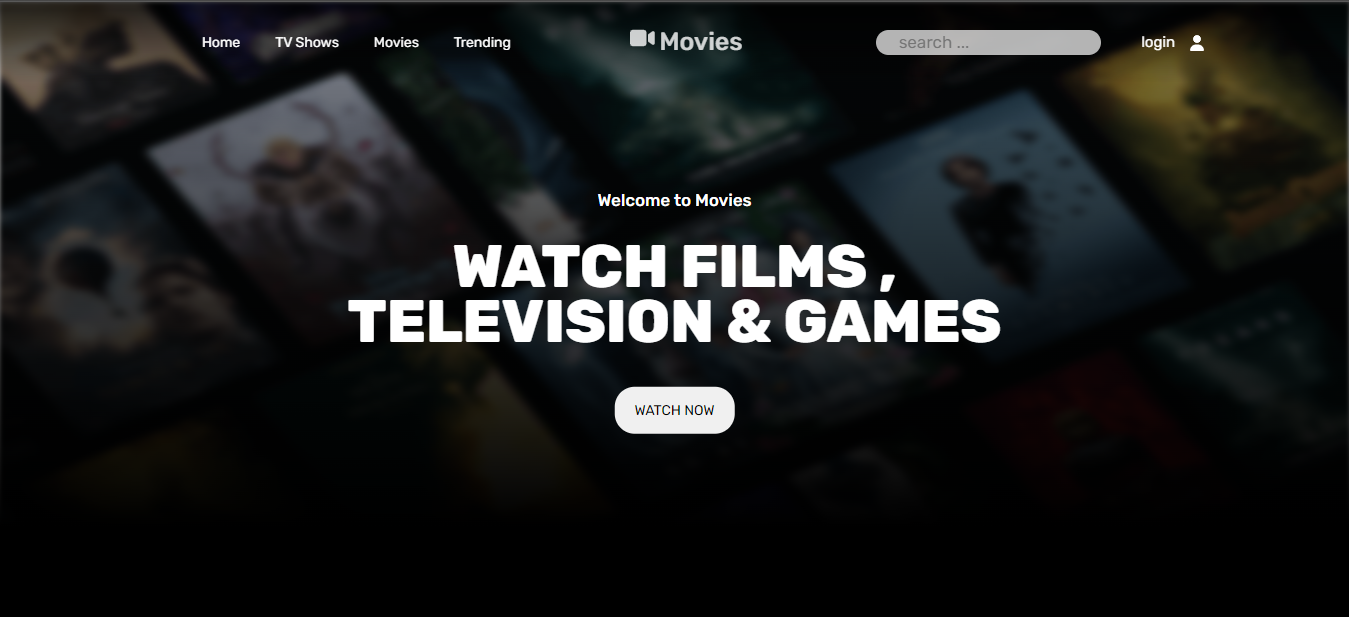 Home TV Shows Movies Trending Movies search ... login
Welcome to Movies
WATCH FILMS ,
TELEVISION & GAMES
WATCH NOW